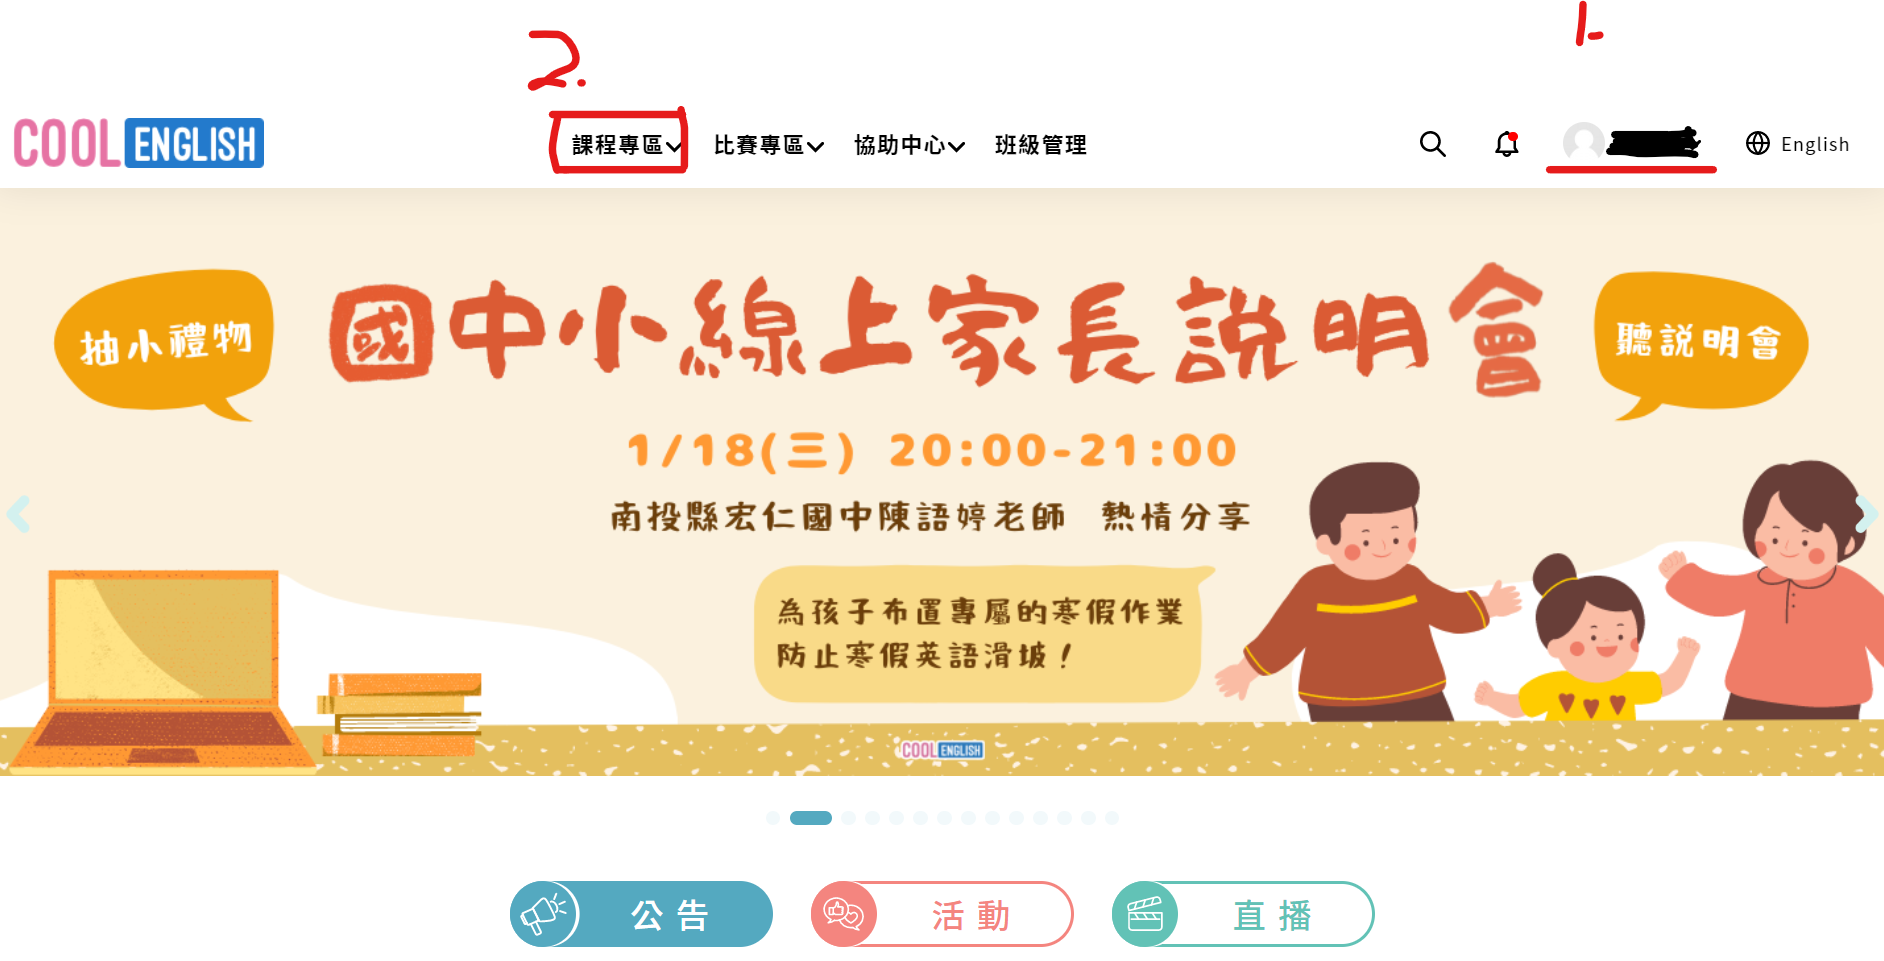 1.
2.
COOL ENGLISH
課程專區 比賽專區 協助中心 班級管理 English
抽小禮物
國中小線上家長說明會
聽說明會
1/18(三) 20:00-21:00
南投縣宏仁國中陳語婷老師 熱情分享
為孩子布置專屬的寒假作業
防止寒假英語滑坡！
COOL ENGLISH
公告 活動 直播